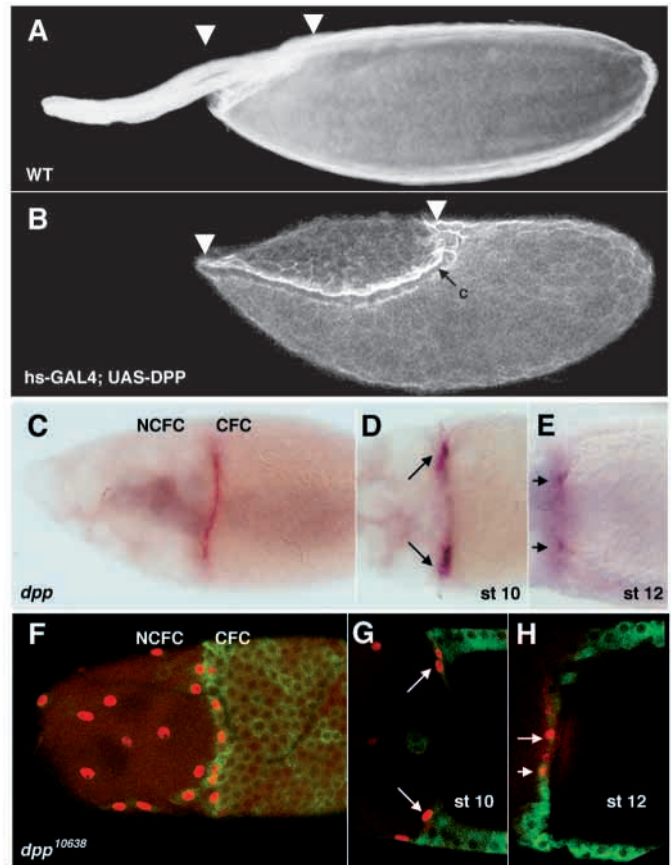 A
WT
B
c
hs-GAL4; UAS-DPP
C
NCFC
CFC
D
E
dpp
st 10
st 12
F
NCFC
CFC
G
H
dpp10638
st 10
st 12